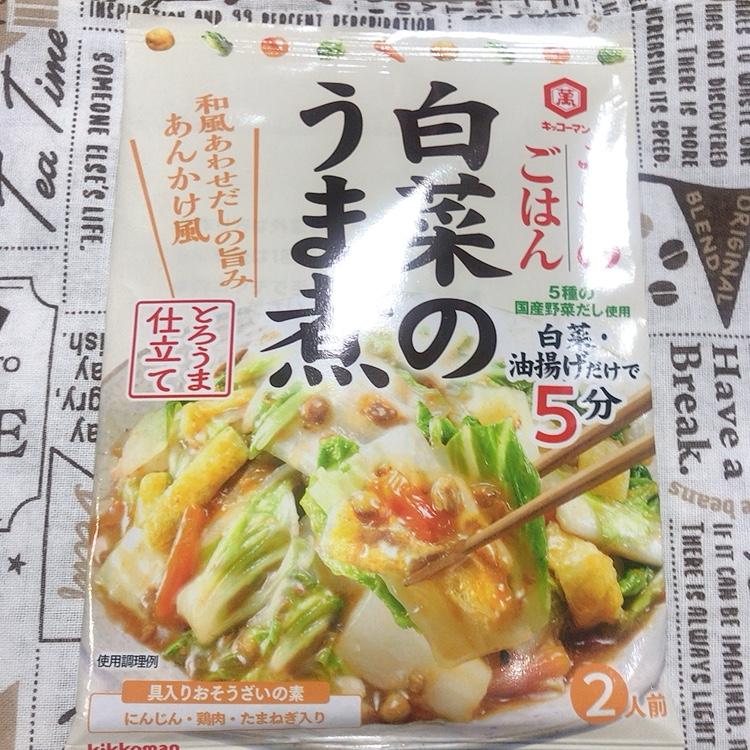 萬
キッコーマン
ごはん
白菜の
うま煮
和風あわせだしの旨み
あんかけ風
とろうま
仕立て
5種の
国産野菜だし使用
白菜・
油揚げだけで
5分
使用調理例
具入りおそうざいの素
にんじん・鶏肉・たまねぎ入り
2人前
kikkoman
INSPIRATION AND 99 PERCENT PERSPIRATION
Tea Time
SOMEONE ELSE'S LIFE.
ORIGINAL
BLEND
Have a
Break.
beans
IF IT CAN BE IMAGINED
THERE IS ALWAYS LIGHT
NOT DISCOVERED
THERE IS MORE
INCREASING ITS SPEED.